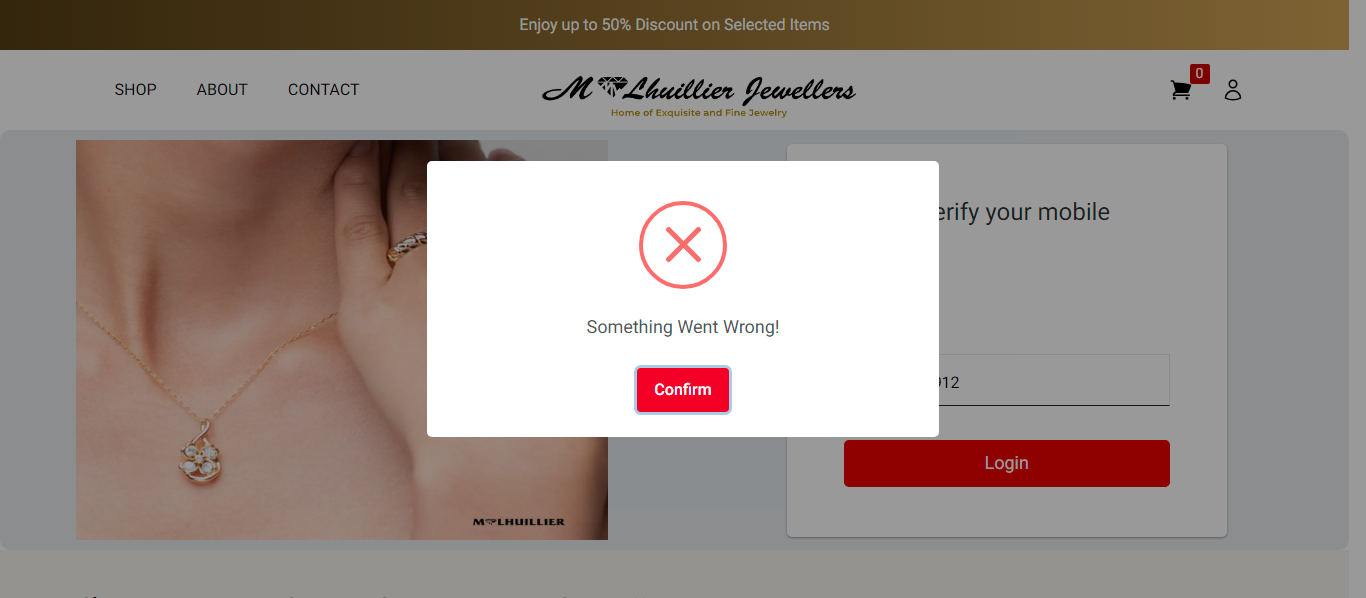 Enjoy up to 50% Discount on Selected Items
SHOP
ABOUT
CONTACT
M Lhuillier Jewellers
Home of Exquisite and Fine Jewelry
0
erify your mobile
Something Went Wrong!
912
Confirm
Login
M LHUILLIER